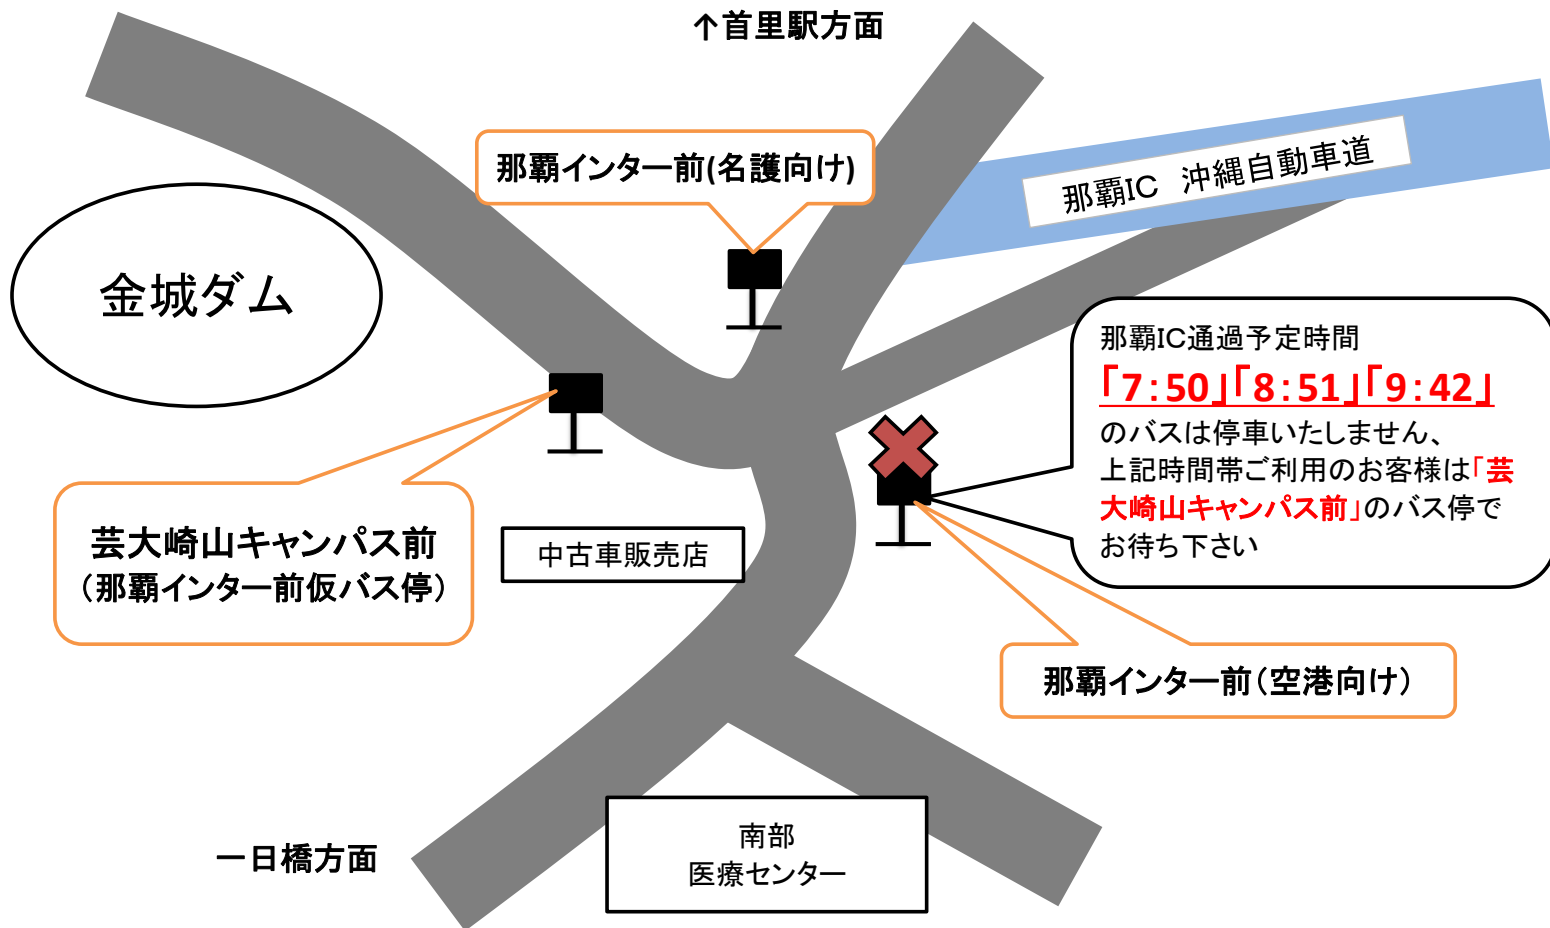 ↑首里駅方面
那覇インター前(名護向け)
那覇IC 沖縄自動車道
金城ダム
那覇IC通過予定時間
「7:50」「8:51」「9:42」
のバスは停車いたしません、
上記時間帯ご利用のお客様は「芸
大崎山キャンパス前」のバス停で
お待ち下さい
芸大崎山キャンパス前
（那覇インター前仮バス停）
中古車販売店
那覇インター前（空港向け）
一日橋方面
南部
医療センター